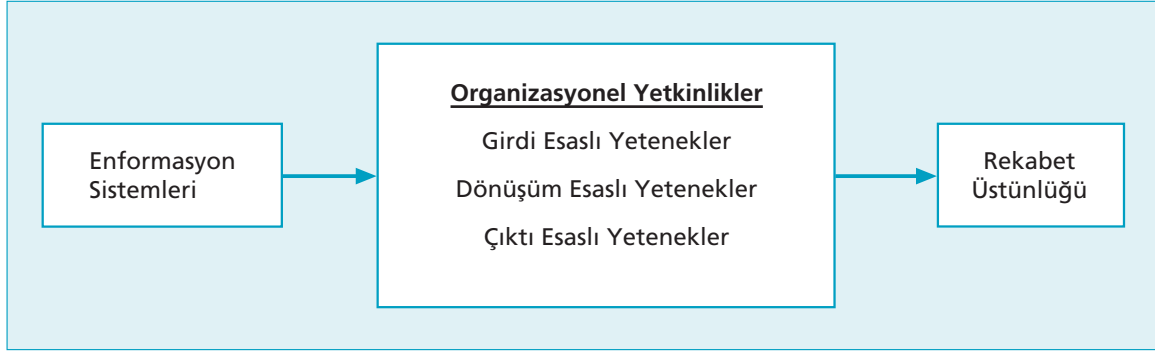 Enformasyon
Sistemleri
Organizasyonel Yetkinlikler
Girdi Esaslı Yetenekler
Dönüşüm Esaslı Yetenekler
Çıktı Esaslı Yetenekler
Rekabet
Üstünlüğü